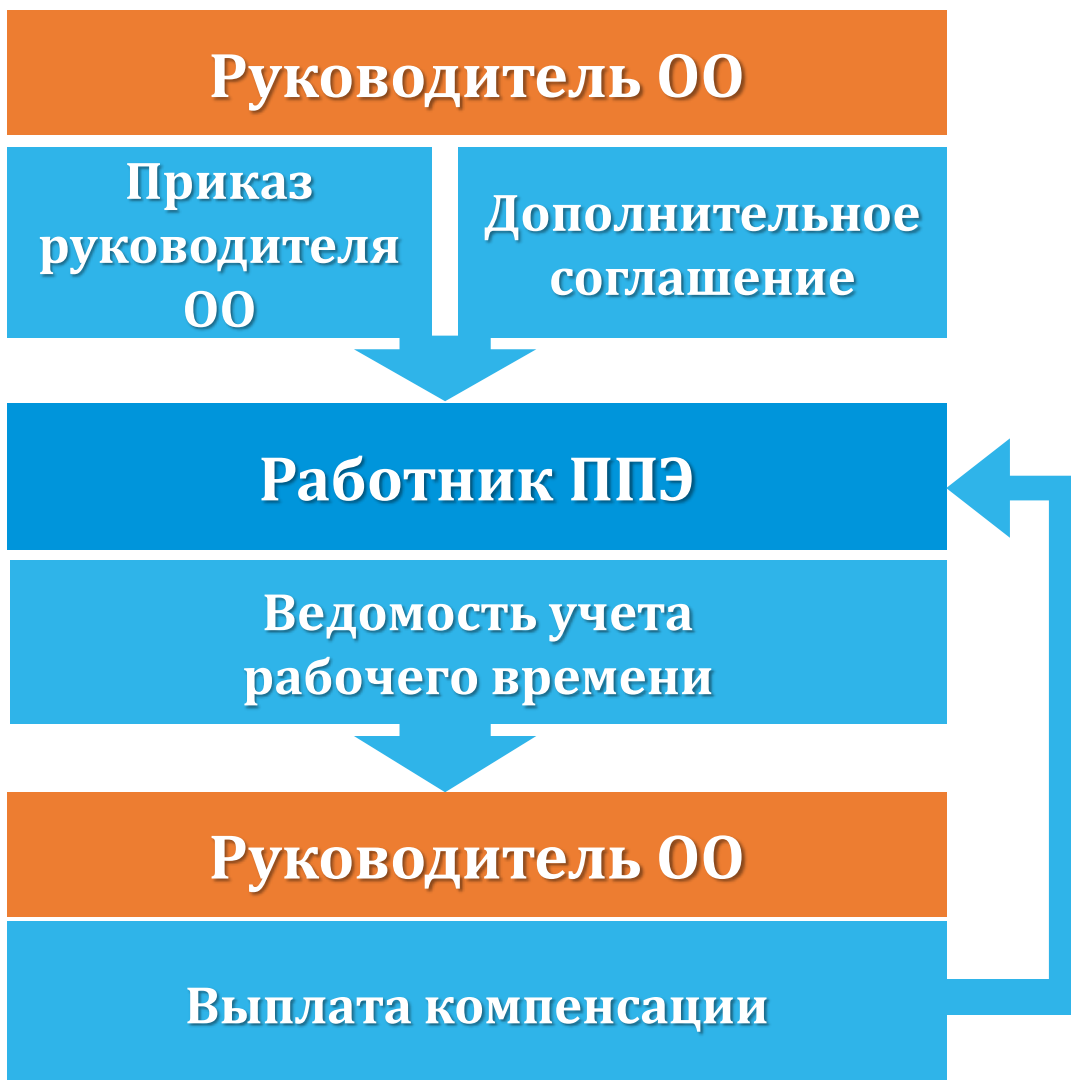 Руководитель ОО
Приказ
руководителя
ОО
Дополнительное
соглашение
Работник ППЭ
Ведомость учета
рабочего времени
Руководитель ОО
Выплата компенсации